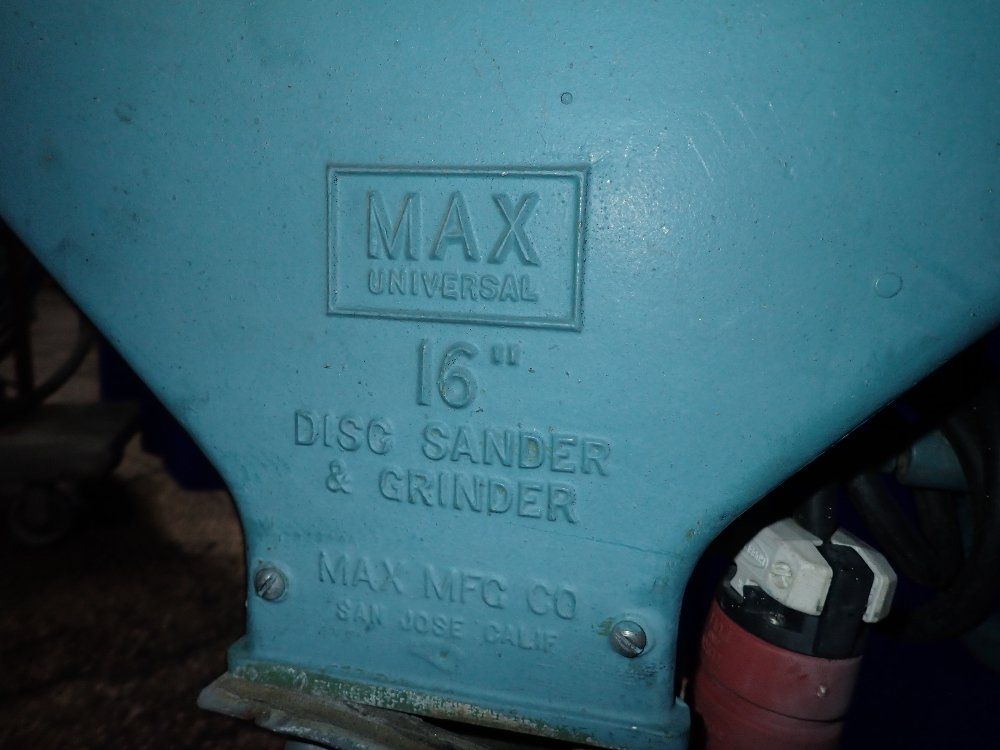 MAX
UNIVERSAL
16"
DISC SANDER
& GRINDER
MAX MFG CO
SAN JOSE CALIF